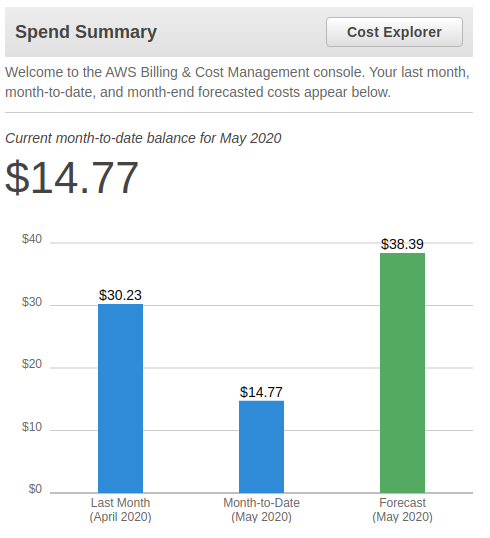 Spend Summary
Cost Explorer
Welcome to the AWS Billing & Cost Management console. Your last month,
month-to-date, and month-end forecasted costs appear below.
Current month-to-date balance for May 2020
$14.77
$40
$30
$20
$10
$0
$30.23
$14.77
$38.39
Last Month
(April 2020)
Month-to-Date
(May 2020)
Forecast
(May 2020)